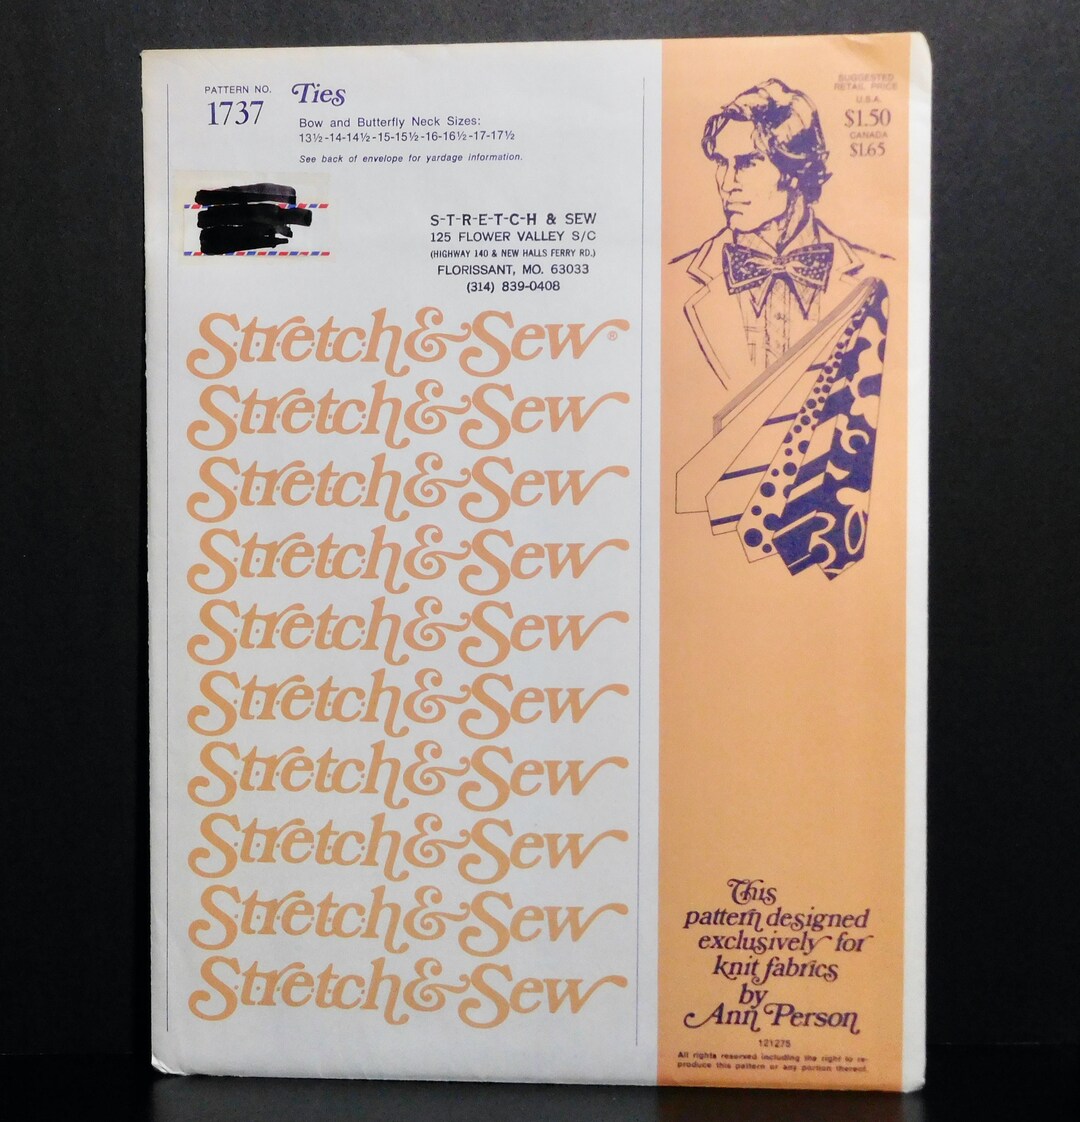 PATTERN NO.
1737
Ties
Bow and Butterfly Neck Sizes:
13½-14-14½-15-15½-16-16½-17-17½
See back of envelope for yardage information.
S-T-R-E-T-C-H & SEW
125 FLOWER VALLEY S/C
(HIGHWAY 140 & NEW HALLS FERRY RD.)
FLORISSANT, MO. 63033
(314) 839-0408
Stretch & Sew®
Stretch & Sew
Stretch & Sew
Stretch & Sew
Stretch & Sew
Stretch & Sew
Stretch & Sew
Stretch & Sew
Stretch & Sew
Stretch & Sew
SUGGESTED
RETAIL PRICE
U.S.A.
$1.50
CANADA
$1.65
This
pattern designed
exclusively for
knit fabrics
by
Ann Person
121275
All rights reserved including the right to re-
produce this pattern or any portion thereof.